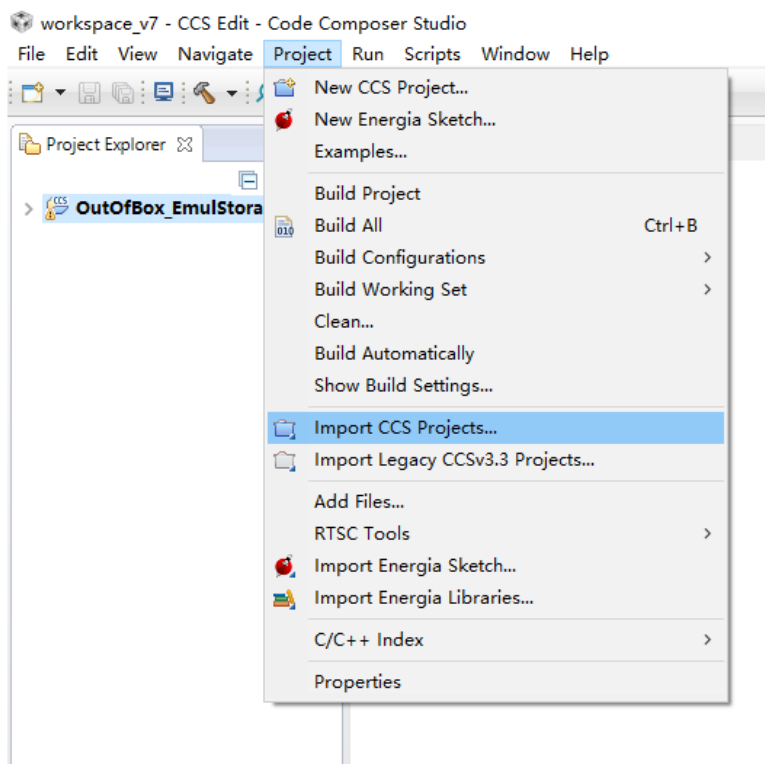 workspace_v7 - CCS Edit - Code Composer Studio
File Edit View Navigate Project Run Scripts Window Help
New CCS Project...
New Energia Sketch...
Project Explorer
Examples...
Build Project
CCS OutOfBox_EmulStora
010 Build All Ctrl+B
Build Configurations
Build Working Set
Clean...
Build Automatically
Show Build Settings...
Import CCS Projects...
Import Legacy CCSv3.3 Projects...
Add Files...
RTSC Tools
Import Energia Sketch...
Import Energia Libraries...
C/C++ Index
Properties